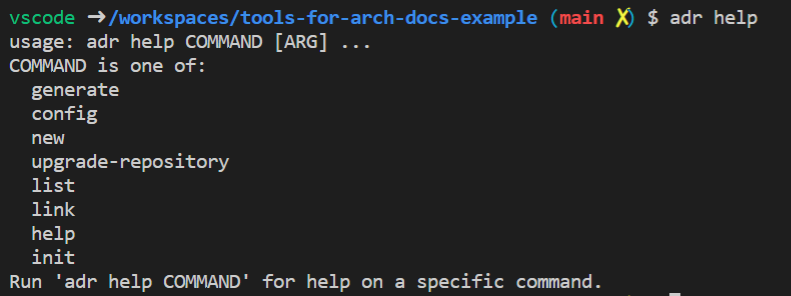 vscode ➜/workspaces/tools-for-arch-docs-example (main ✗) $ adr help
usage: adr help COMMAND [ARG] ...
COMMAND is one of:
  generate
  config
  new
  upgrade-repository
  list
  link
  help
  init
Run 'adr help COMMAND' for help on a specific command.